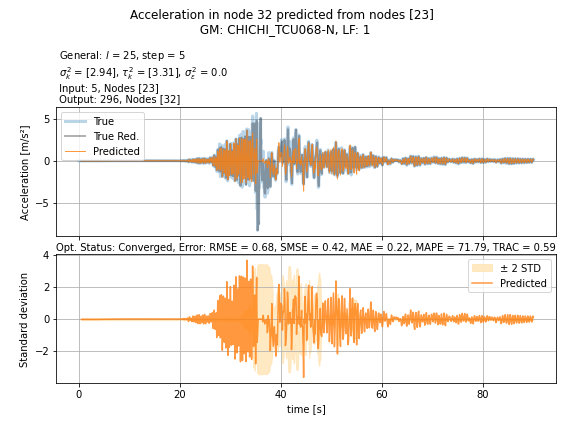 Acceleration in node 32 predicted from nodes [23]
GM: CHICHI_TCU068-N, LF: 1
General: l = 25, step = 5
σ²ₖ = [2.94], τ²ₖ = [3.31], σ²ε = 0.0
Input: 5, Nodes [23]
Output: 296, Nodes [32]
True
True Red.
Predicted
Acceleration [m/s²]
5
0
−5
Opt. Status: Converged, Error: RMSE = 0.68, SMSE = 0.42, MAE = 0.22, MAPE = 71.79, TRAC = 0.59
± 2 STD
Predicted
Standard deviation
4
2
0
−2
0 20 40 60 80
time [s]